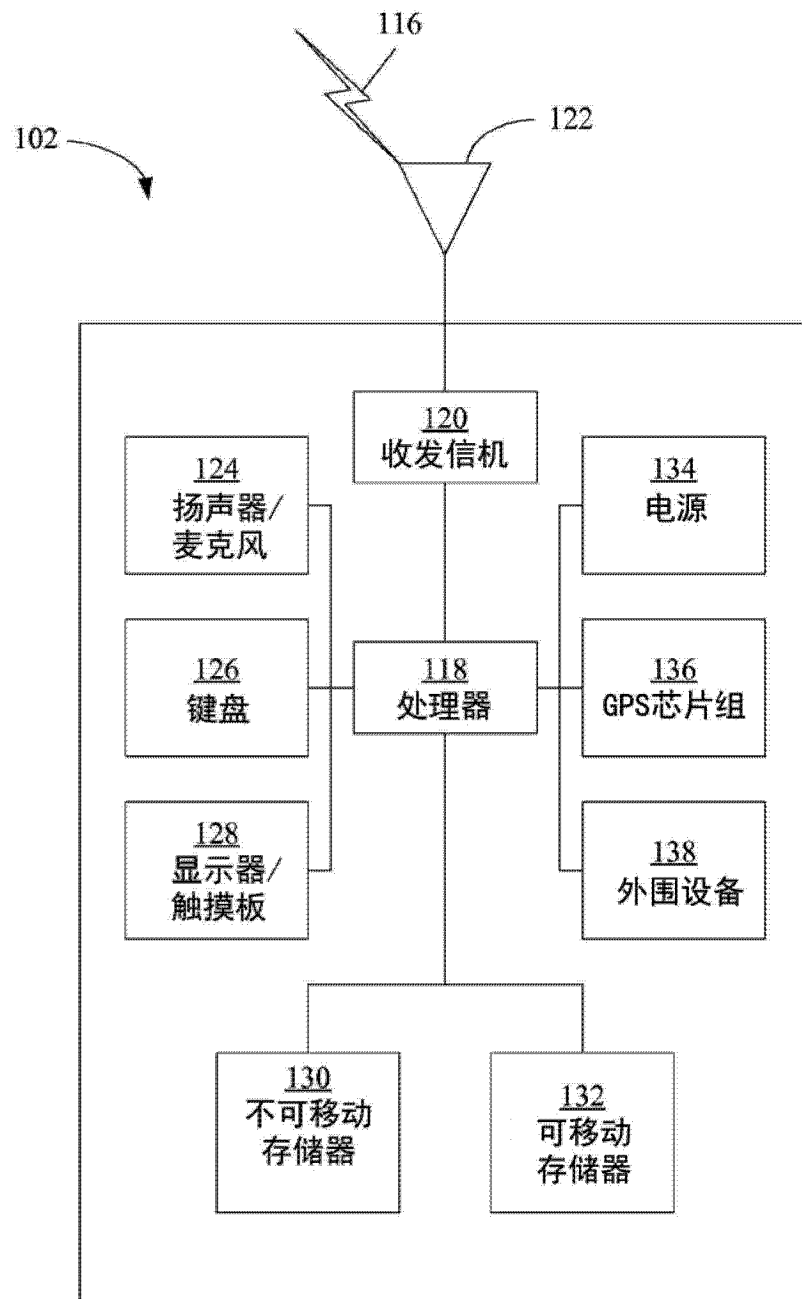 116
122
102
120
收发信机
124
扬声器/
麦克风
134
电源
126
键盘
118
处理器
136
GPS芯片组
128
显示器/
触摸板
138
外围设备
130
不可移动
存储器
132
可移动
存储器